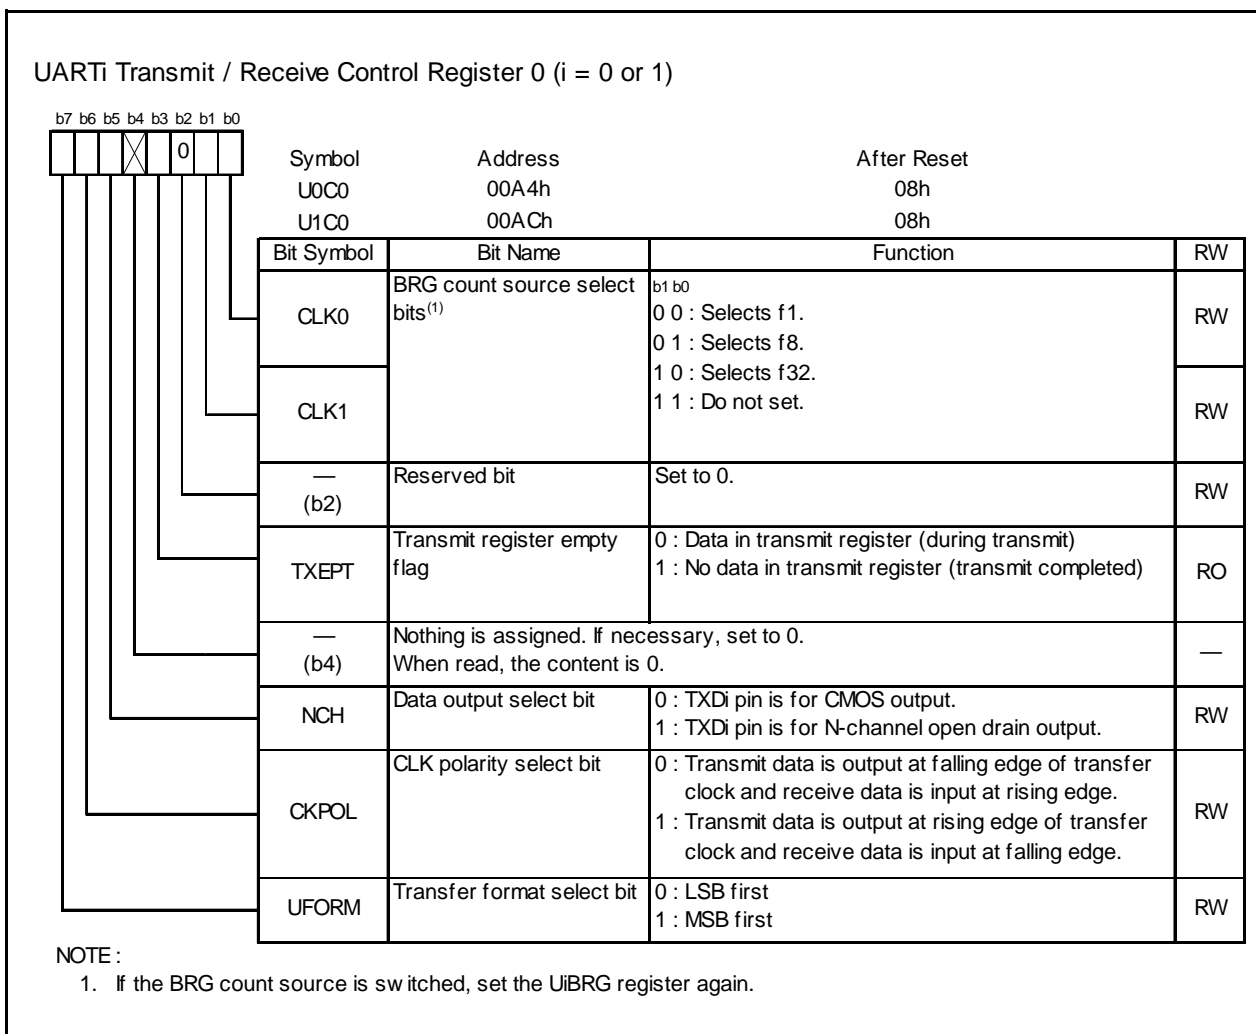 UARTi Transmit / Receive Control Register 0 (i = 0 or 1)
b7 b6 b5 b4 b3 b2 b1 b0
0
Symbol Address After Reset
U0C0 00A4h 08h
U1C0 00ACh 08h
Bit Symbol Bit Name Function RW
CLK0 BRG count source select bits(1) RW
b1 b0
0 0 : Selects f1.
0 1 : Selects f8.
1 0 : Selects f32.
1 1 : Do not set.
CLK1 RW
— (b2) Reserved bit Set to 0. RW
TXEPT Transmit register empty flag RO
0 : Data in transmit register (during transmit)
1 : No data in transmit register (transmit completed)
— (b4) Nothing is assigned. If necessary, set to 0. —
When read, the content is 0.
NCH Data output select bit RW
0 : TXDi pin is for CMOS output.
1 : TXDi pin is for N-channel open drain output.
CKPOL CLK polarity select bit RW
0 : Transmit data is output at falling edge of transfer
clock and receive data is input at rising edge.
1 : Transmit data is output at rising edge of transfer
clock and receive data is input at falling edge.
UFORM Transfer format select bit RW
0 : LSB first
1 : MSB first
NOTE :
1. If the BRG count source is switched, set the UiBRG register again.